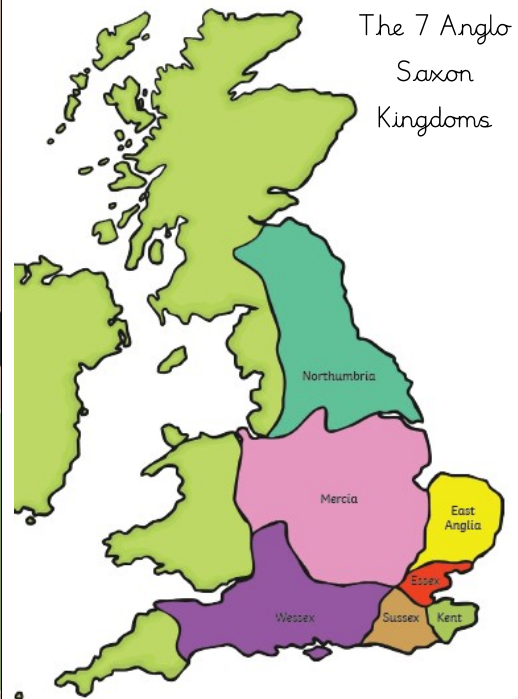 The 7 Anglo
Saxon
Kingdoms
Northumbria
Mercia
East
Anglia
Essex
Wessex
Sussex
Kent